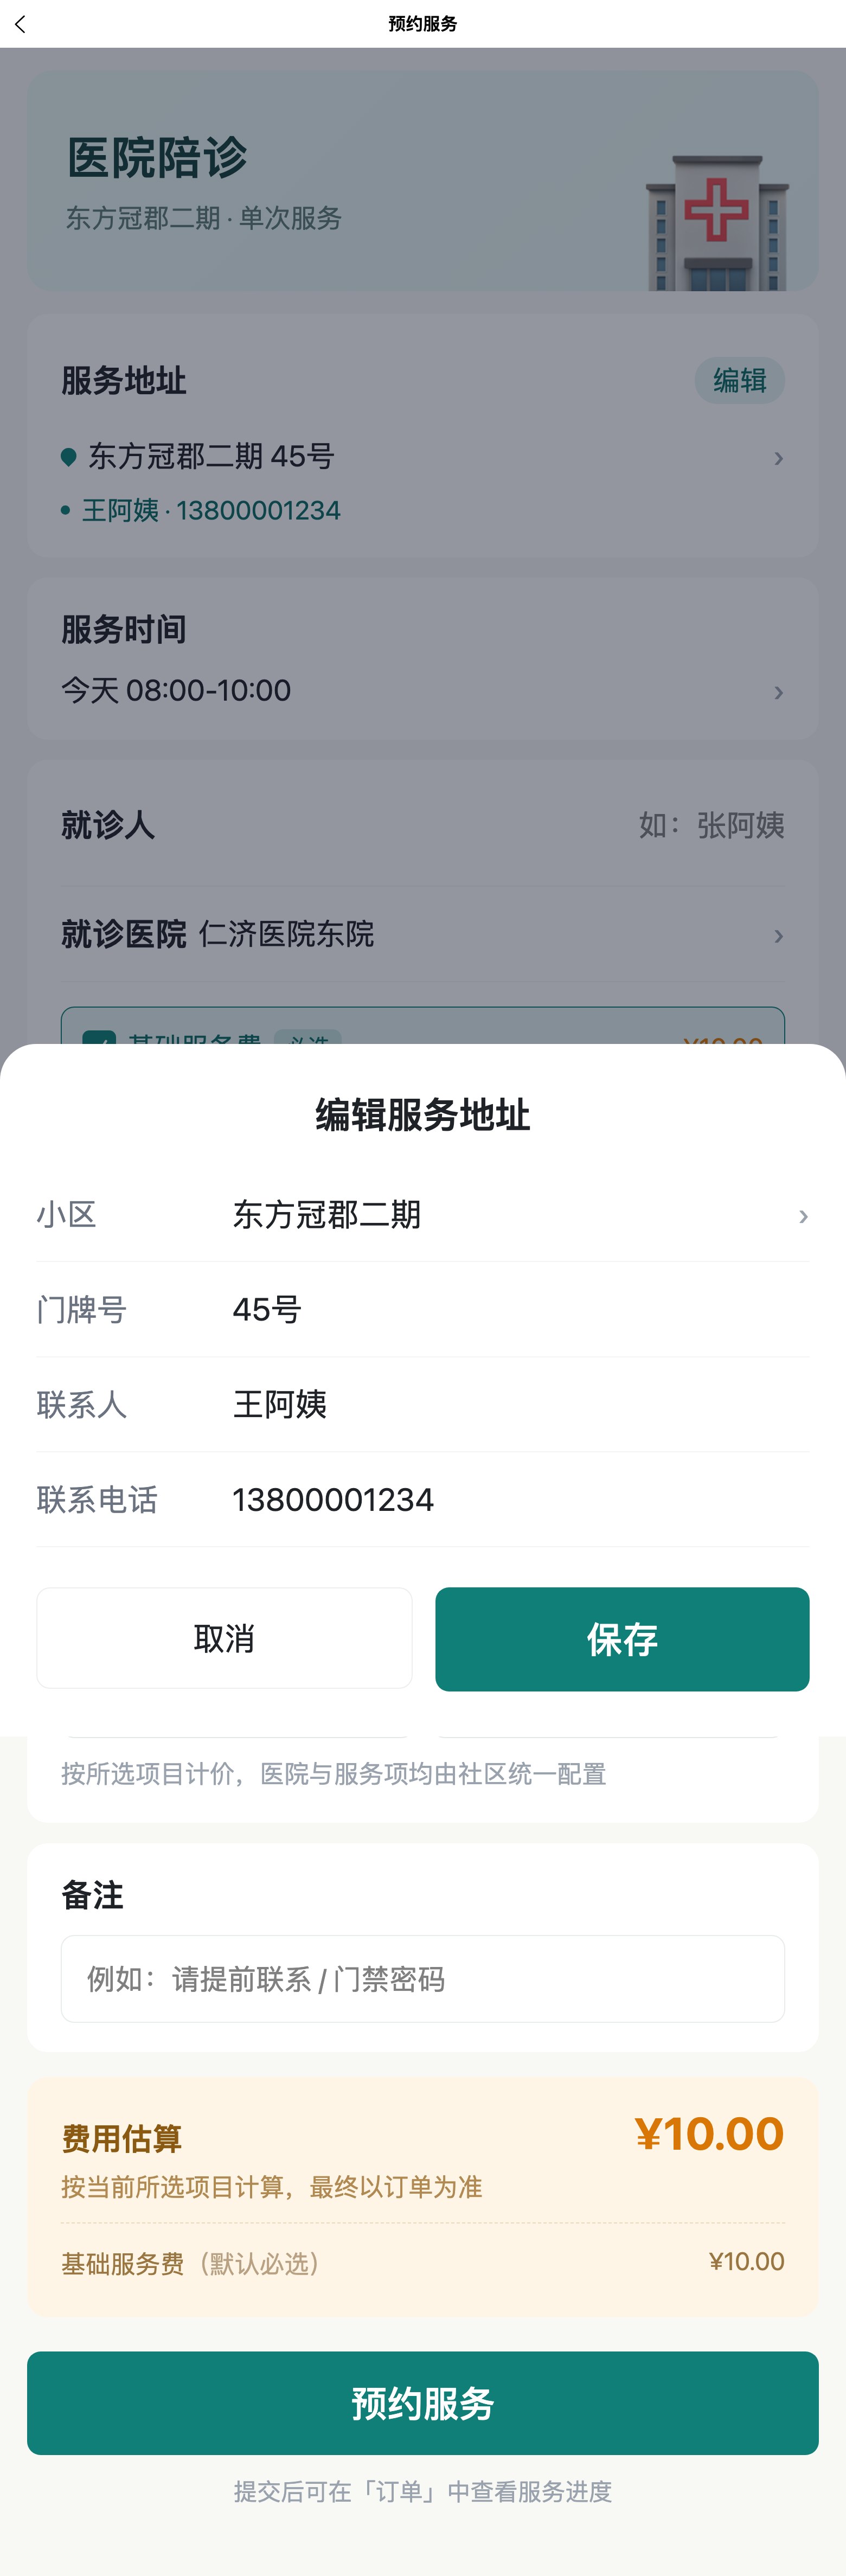 预约服务
医院陪诊
东方冠郡二期 · 单次服务
服务地址
编辑
东方冠郡二期 45号
王阿姨 · 13800001234
服务时间
今天 08:00-10:00
就诊人
如：张阿姨
就诊医院 仁济医院东院
基础服务费 必选 ¥10.00
编辑服务地址
小区 东方冠郡二期
门牌号 45号
联系人 王阿姨
联系电话 13800001234
取消 保存
按所选项目计价，医院与服务项均由社区统一配置
备注
例如：请提前联系 / 门禁密码
费用估算 ¥10.00
按当前所选项目计算，最终以订单为准
基础服务费（默认必选） ¥10.00
预约服务
提交后可在「订单」中查看服务进度